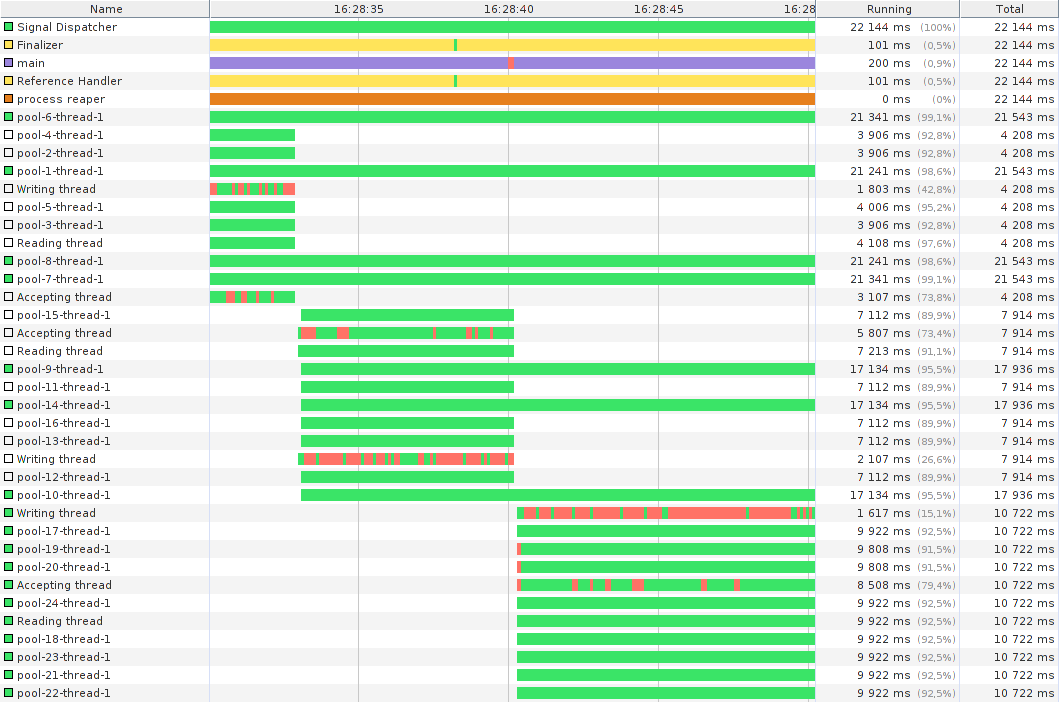 Name 16:28:35 16:28:40 16:28:45 16:28 Running Total
Signal Dispatcher 22 144 ms (100%) 22 144 ms
Finalizer 101 ms (0,5%) 22 144 ms
main 200 ms (0,9%) 22 144 ms
Reference Handler 101 ms (0,5%) 22 144 ms
process reaper 0 ms (0%) 22 144 ms
pool-6-thread-1 21 341 ms (99,1%) 21 543 ms
pool-4-thread-1 3 906 ms (92,8%) 4 208 ms
pool-2-thread-1 3 906 ms (92,8%) 4 208 ms
pool-1-thread-1 21 241 ms (98,6%) 21 543 ms
Writing thread 1 803 ms (42,8%) 4 208 ms
pool-5-thread-1 4 006 ms (95,2%) 4 208 ms
pool-3-thread-1 3 906 ms (92,8%) 4 208 ms
Reading thread 4 108 ms (97,6%) 4 208 ms
pool-8-thread-1 21 241 ms (98,6%) 21 543 ms
pool-7-thread-1 21 341 ms (99,1%) 21 543 ms
Accepting thread 3 107 ms (73,8%) 4 208 ms
pool-15-thread-1 7 112 ms (89,9%) 7 914 ms
Accepting thread 5 807 ms (73,4%) 7 914 ms
Reading thread 7 213 ms (91,1%) 7 914 ms
pool-9-thread-1 17 134 ms (95,5%) 17 936 ms
pool-11-thread-1 7 112 ms (89,9%) 7 914 ms
pool-14-thread-1 17 134 ms (95,5%) 17 936 ms
pool-16-thread-1 7 112 ms (89,9%) 7 914 ms
pool-13-thread-1 7 112 ms (89,9%) 7 914 ms
Writing thread 2 107 ms (26,6%) 7 914 ms
pool-12-thread-1 7 112 ms (89,9%) 7 914 ms
pool-10-thread-1 17 134 ms (95,5%) 17 936 ms
Writing thread 1 617 ms (15,1%) 10 722 ms
pool-17-thread-1 9 922 ms (92,5%) 10 722 ms
pool-19-thread-1 9 808 ms (91,5%) 10 722 ms
pool-20-thread-1 9 808 ms (91,5%) 10 722 ms
Accepting thread 8 508 ms (79,4%) 10 722 ms
pool-24-thread-1 9 922 ms (92,5%) 10 722 ms
Reading thread 9 922 ms (92,5%) 10 722 ms
pool-18-thread-1 9 922 ms (92,5%) 10 722 ms
pool-23-thread-1 9 922 ms (92,5%) 10 722 ms
pool-21-thread-1 9 922 ms (92,5%) 10 722 ms
pool-22-thread-1 9 922 ms (92,5%) 10 722 ms